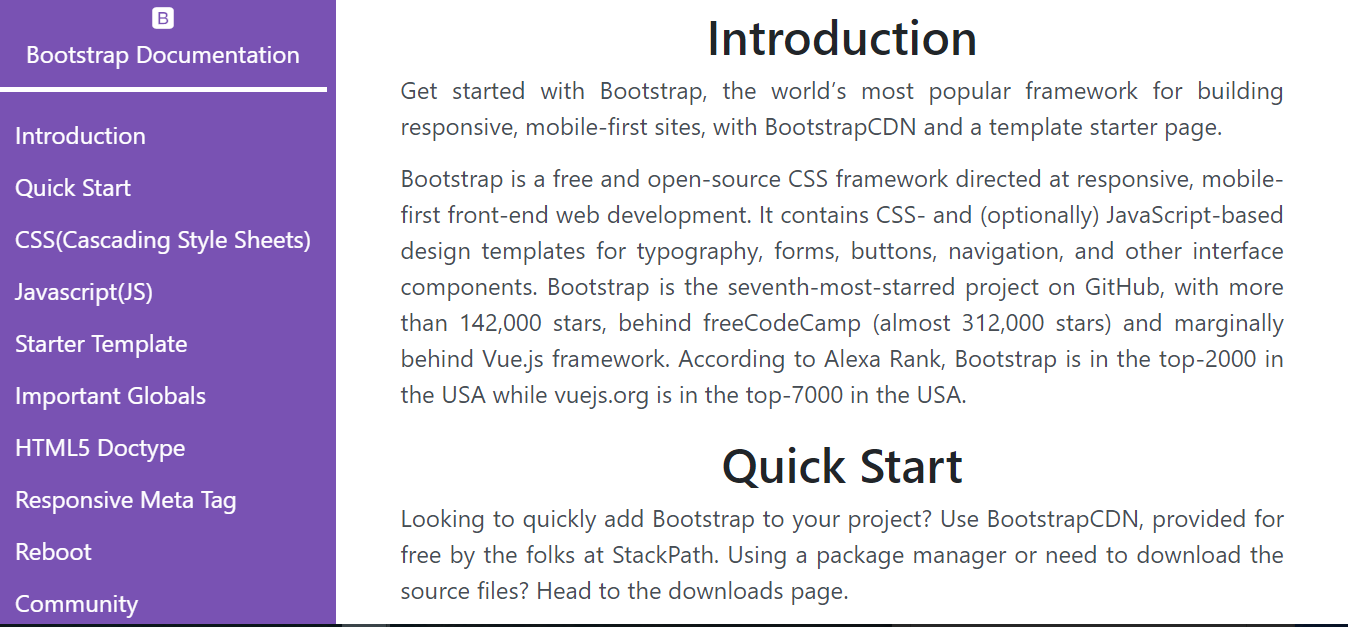 B
Bootstrap Documentation
Introduction
Quick Start
CSS(Cascading Style Sheets)
Javascript(JS)
Starter Template
Important Globals
HTML5 Doctype
Responsive Meta Tag
Reboot
Community
Introduction
Get started with Bootstrap, the world’s most popular framework for building
responsive, mobile-first sites, with BootstrapCDN and a template starter page.
Bootstrap is a free and open-source CSS framework directed at responsive, mobile-
first front-end web development. It contains CSS- and (optionally) JavaScript-based
design templates for typography, forms, buttons, navigation, and other interface
components. Bootstrap is the seventh-most-starred project on GitHub, with more
than 142,000 stars, behind freeCodeCamp (almost 312,000 stars) and marginally
behind Vue.js framework. According to Alexa Rank, Bootstrap is in the top-2000 in
the USA while vuejs.org is in the top-7000 in the USA.
Quick Start
Looking to quickly add Bootstrap to your project? Use BootstrapCDN, provided for
free by the folks at StackPath. Using a package manager or need to download the
source files? Head to the downloads page.